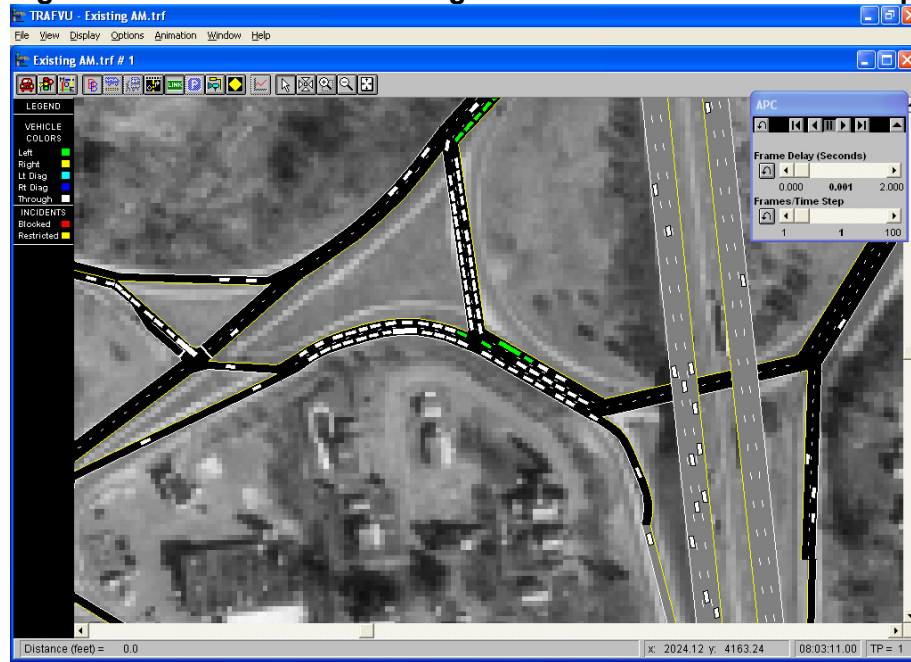 TRAFVU - Existing AM.trf
File View Display Options Animation Window Help
Existing AM.trf # 1
LINK
LEGEND
VEHICLE
COLORS
Left
Right
Lt Diag
Rt Diag
Through
INCIDENTS
Blocked
Restricted
APC
Frame Delay (Seconds)
0.000 0.001 2.000
Frames/Time Step
1 1 100
Distance (feet) = 0.0
x: 2024.12 y: 4163.24
08:03:11.00
TP = 1